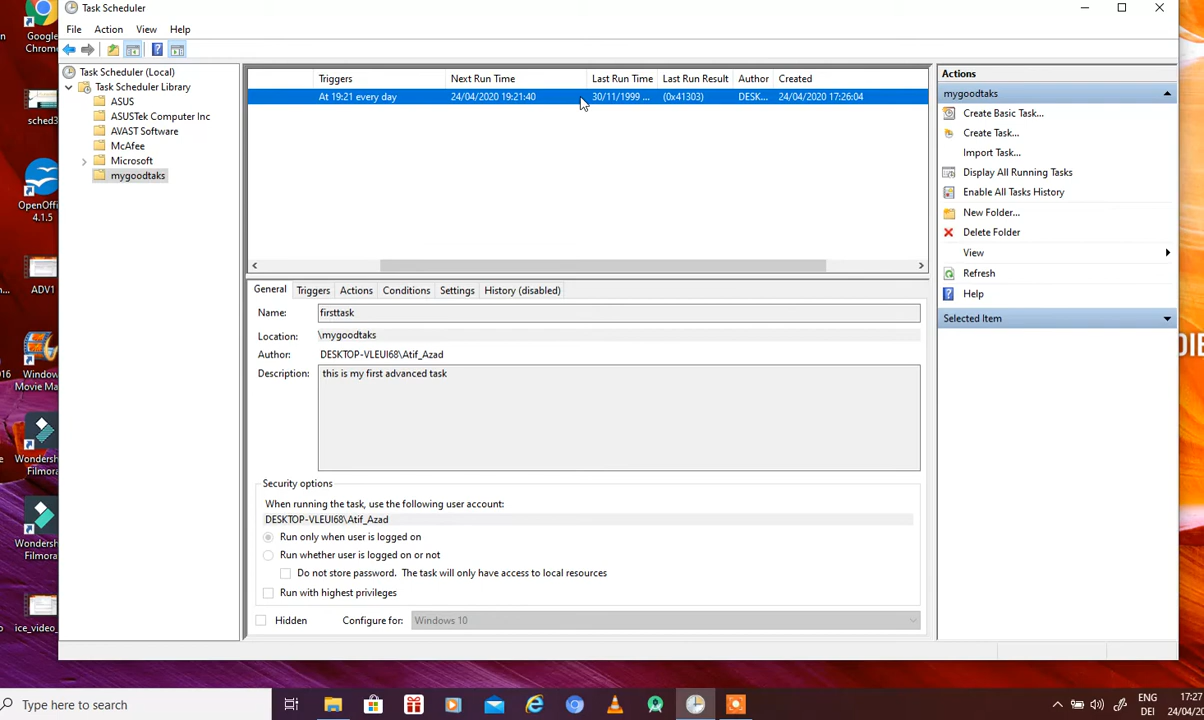 Task Scheduler
File Action View Help
Task Scheduler (Local)
Task Scheduler Library
ASUS
ASUSTek Computer Inc
AVAST Software
McAfee
Microsoft
mygoodtaks
Triggers Next Run Time Last Run Time Last Run Result Author Created
At 19:21 every day 24/04/2020 19:21:40 30/11/1999 ... (0x41303) DESK... 24/04/2020 17:26:04
General Triggers Actions Conditions Settings History (disabled)
Name: firsttask
Location: \mygoodtaks
Author: DESKTOP-VLEUI68\Atif_Azad
Description: this is my first advanced task
Security options
When running the task, use the following user account:
DESKTOP-VLEUI68\Atif_Azad
Run only when user is logged on
Run whether user is logged on or not
Do not store password. The task will only have access to local resources
Run with highest privileges
Hidden Configure for: Windows 10
Actions
mygoodtaks
Create Basic Task...
Create Task...
Import Task...
Display All Running Tasks
Enable All Tasks History
New Folder...
Delete Folder
View
Refresh
Help
Selected Item
Google
Chrom
sched3
OpenOffi
4.1.5
ADV1
Window
Movie Ma
016
Wondersh
Filmora
Wondersh
Filmora
ice_video_
DIE
Type here to search
ENG
DEI
17:27
24/04/20